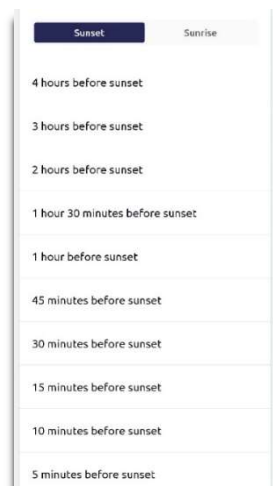 Sunset Sunrise
4 hours before sunset
3 hours before sunset
2 hours before sunset
1 hour 30 minutes before sunset
1 hour before sunset
45 minutes before sunset
30 minutes before sunset
15 minutes before sunset
10 minutes before sunset
5 minutes before sunset